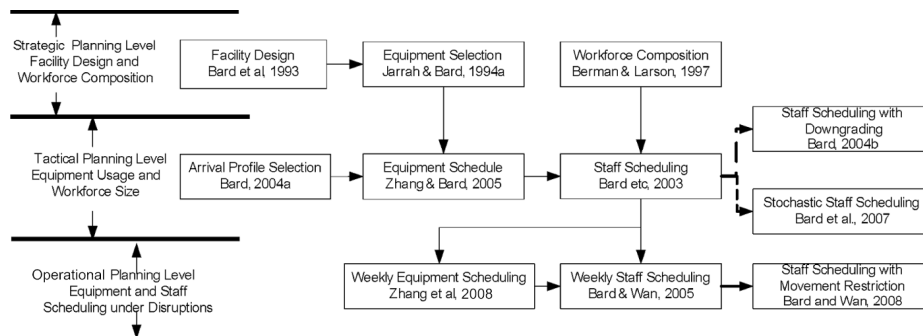 Strategic Planning Level
Facility Design and
Workforce Composition
Facility Design
Bard et al, 1993
Equipment Selection
Jarrah & Bard, 1994a
Workforce Composition
Berman & Larson, 1997
Tactical Planning Level
Equipment Usage and
Workforce Size
Arrival Profile Selection
Bard, 2004a
Equipment Schedule
Zhang & Bard, 2005
Staff Scheduling
Bard etc, 2003
Staff Scheduling with
Downgrading
Bard, 2004b
Stochastic Staff Scheduling
Bard et al., 2007
Operational Planning Level
Equipment and Staff
Scheduling under Disruptions
Weekly Equipment Scheduling
Zhang et al, 2008
Weekly Staff Scheduling
Bard & Wan, 2005
Staff Scheduling with
Movement Restriction
Bard and Wan, 2008